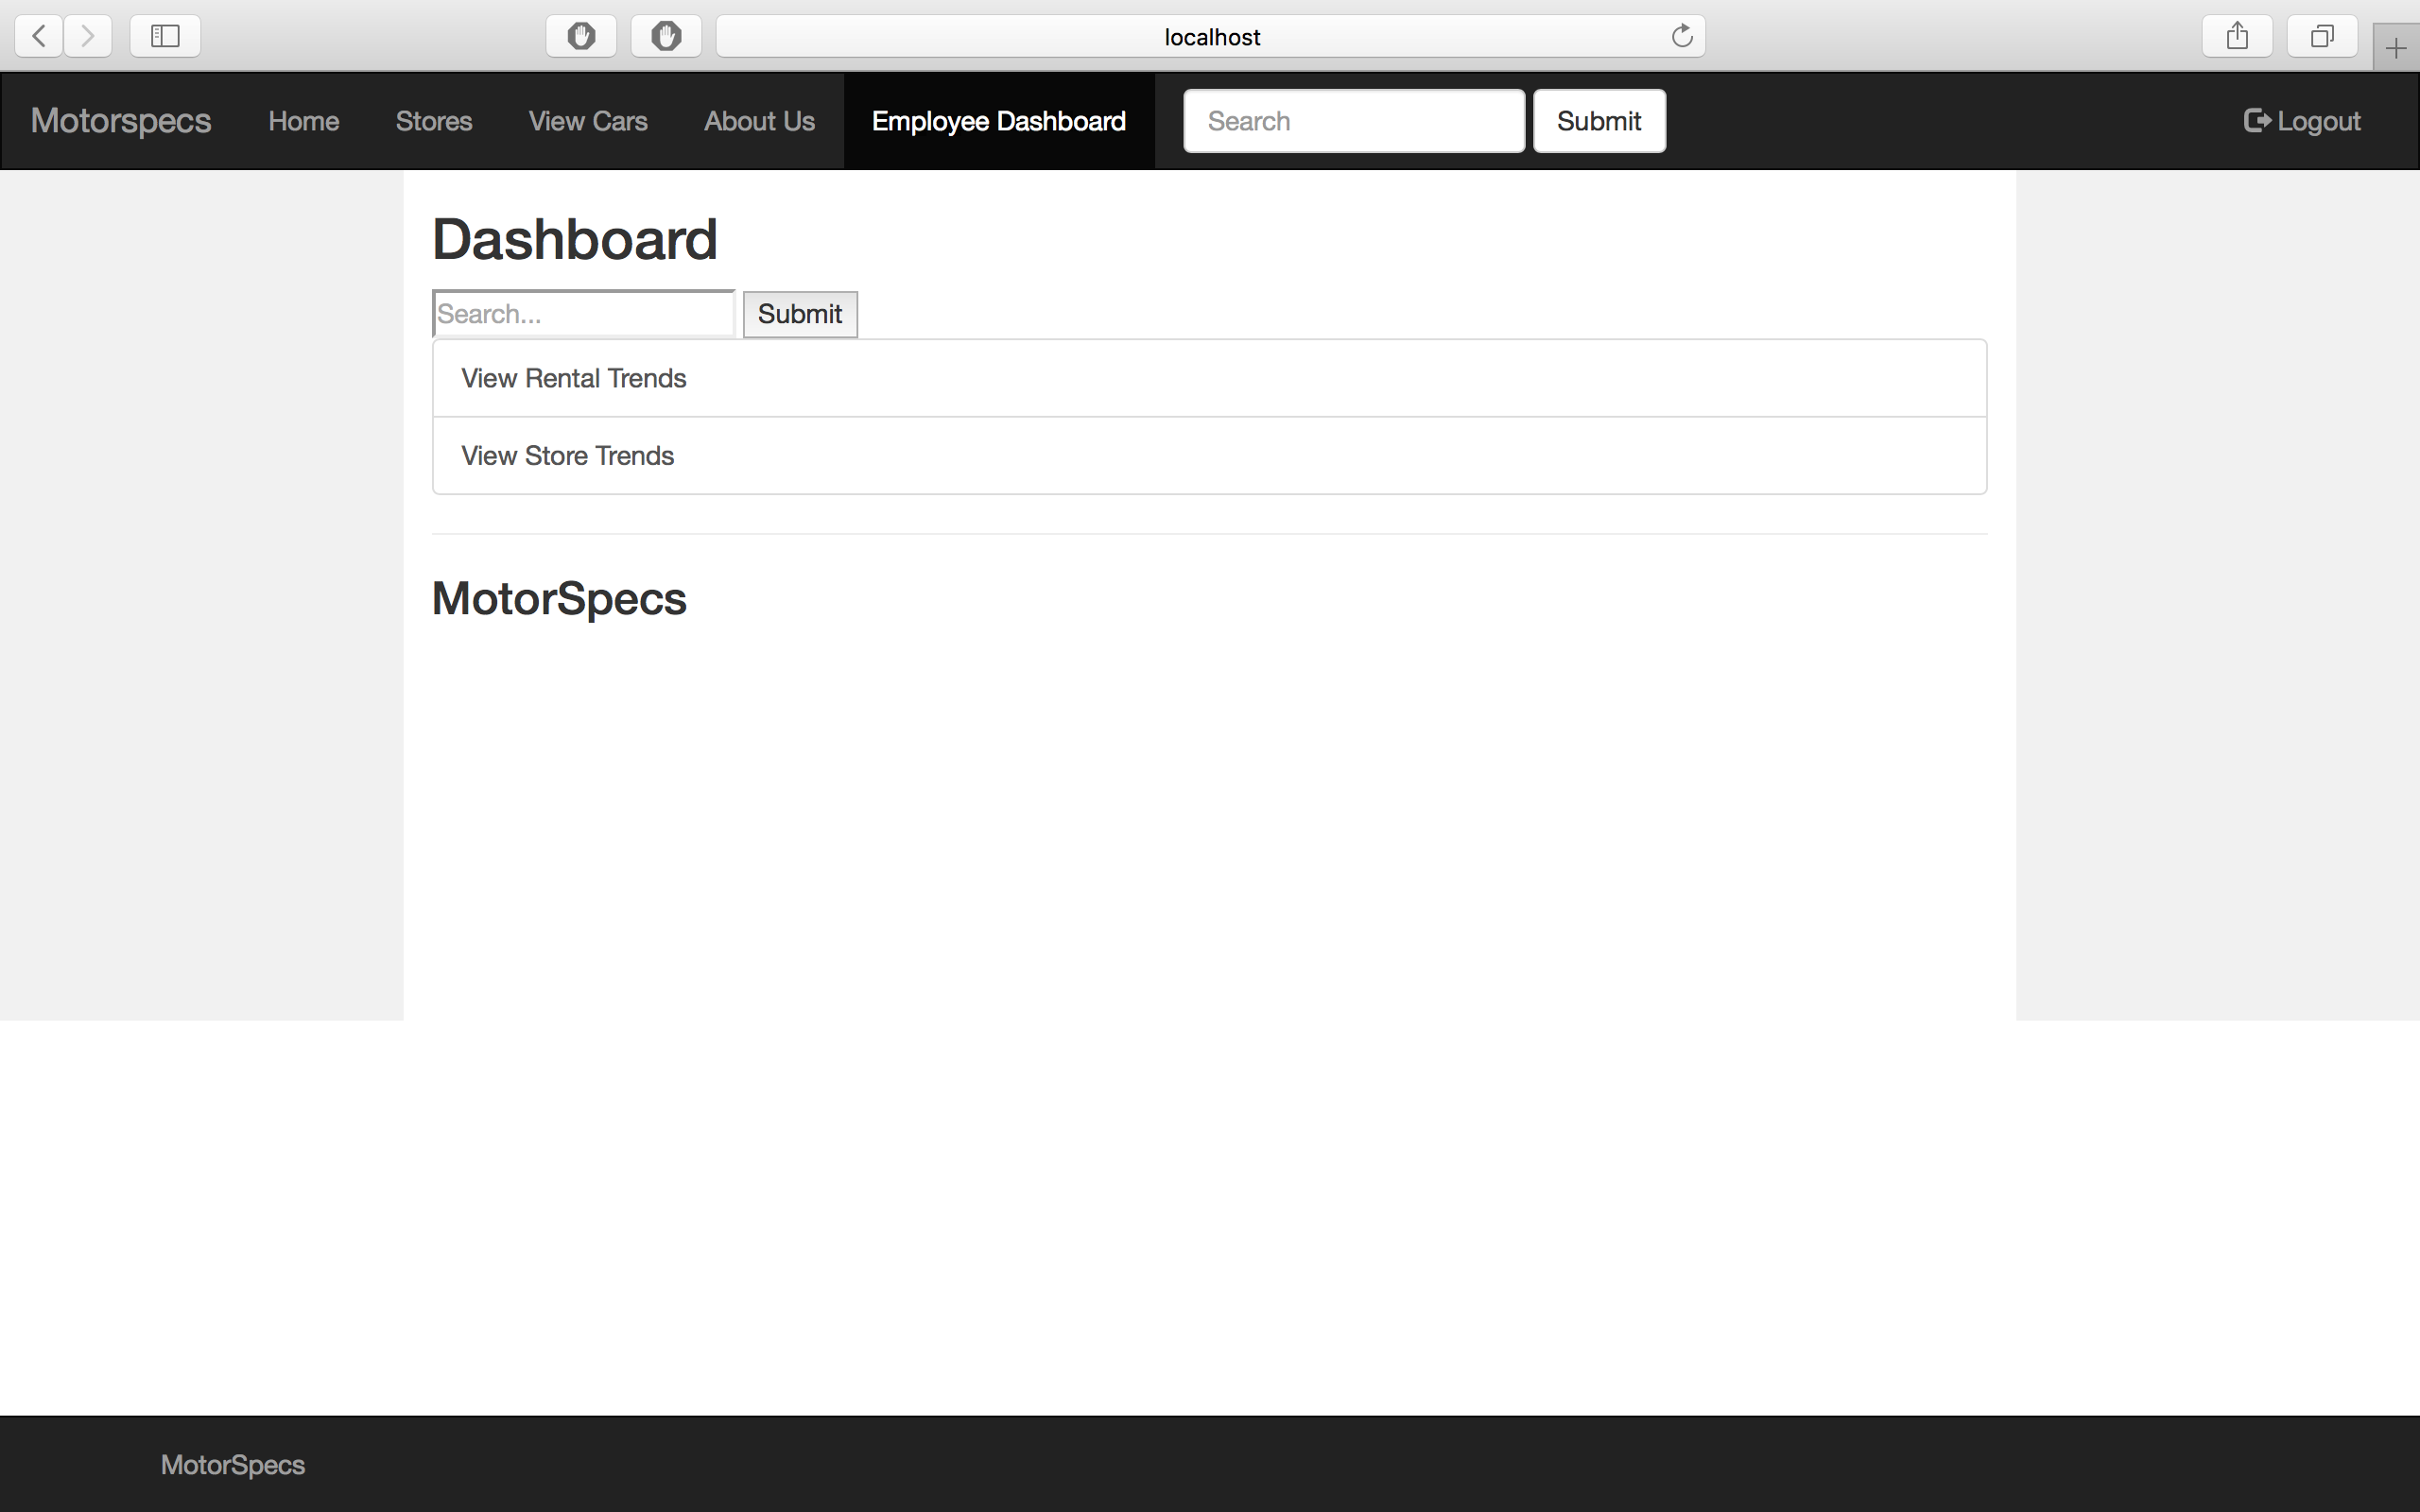 localhost
Motorspecs Home Stores View Cars About Us Employee Dashboard Search Submit Logout
Dashboard
Search... Submit
View Rental Trends
View Store Trends
MotorSpecs
MotorSpecs